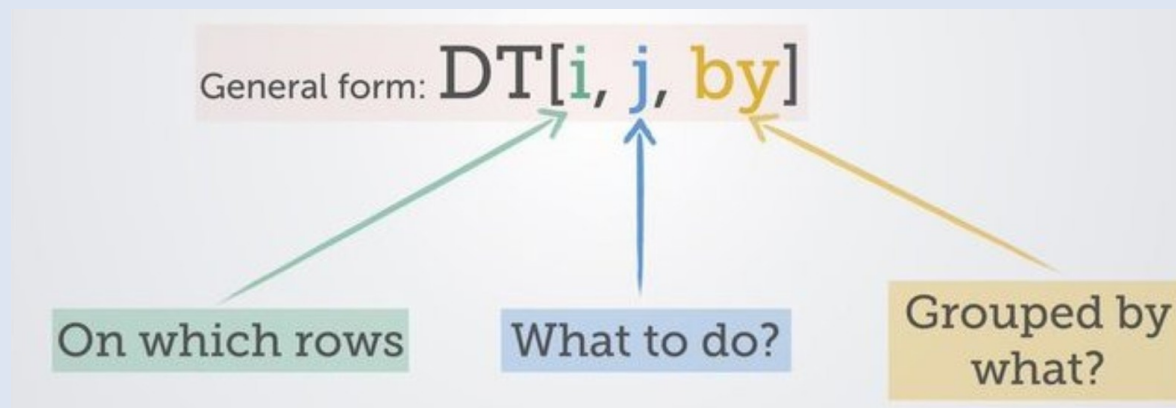 General form: DT[i, j, by]
On which rows
What to do?
Grouped by
what?